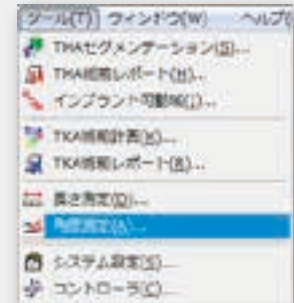 ツール(T) ウィンドウ(W) ヘルプ(
THAセグメンテーション(S)...
THA術前レポート(H)...
インプラント可動域(I)...
TKA術前計画(K)...
TKA術前レポート(R)...
長さ測定(D)...
角度測定(A)...
システム設定(S)...
コントローラ(C)...